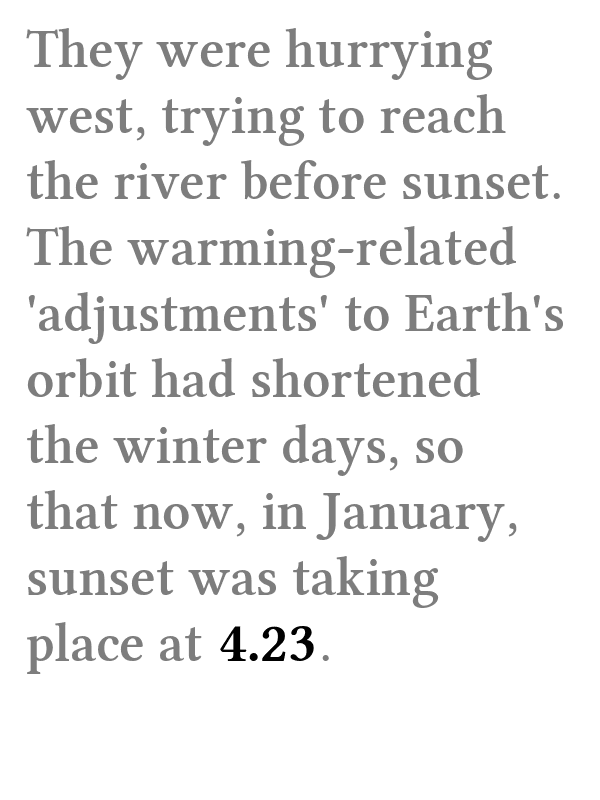 They were hurrying
west, trying to reach
the river before sunset.
The warming-related
'adjustments' to Earth's
orbit had shortened
the winter days, so
that now, in January,
sunset was taking
place at 4.23.